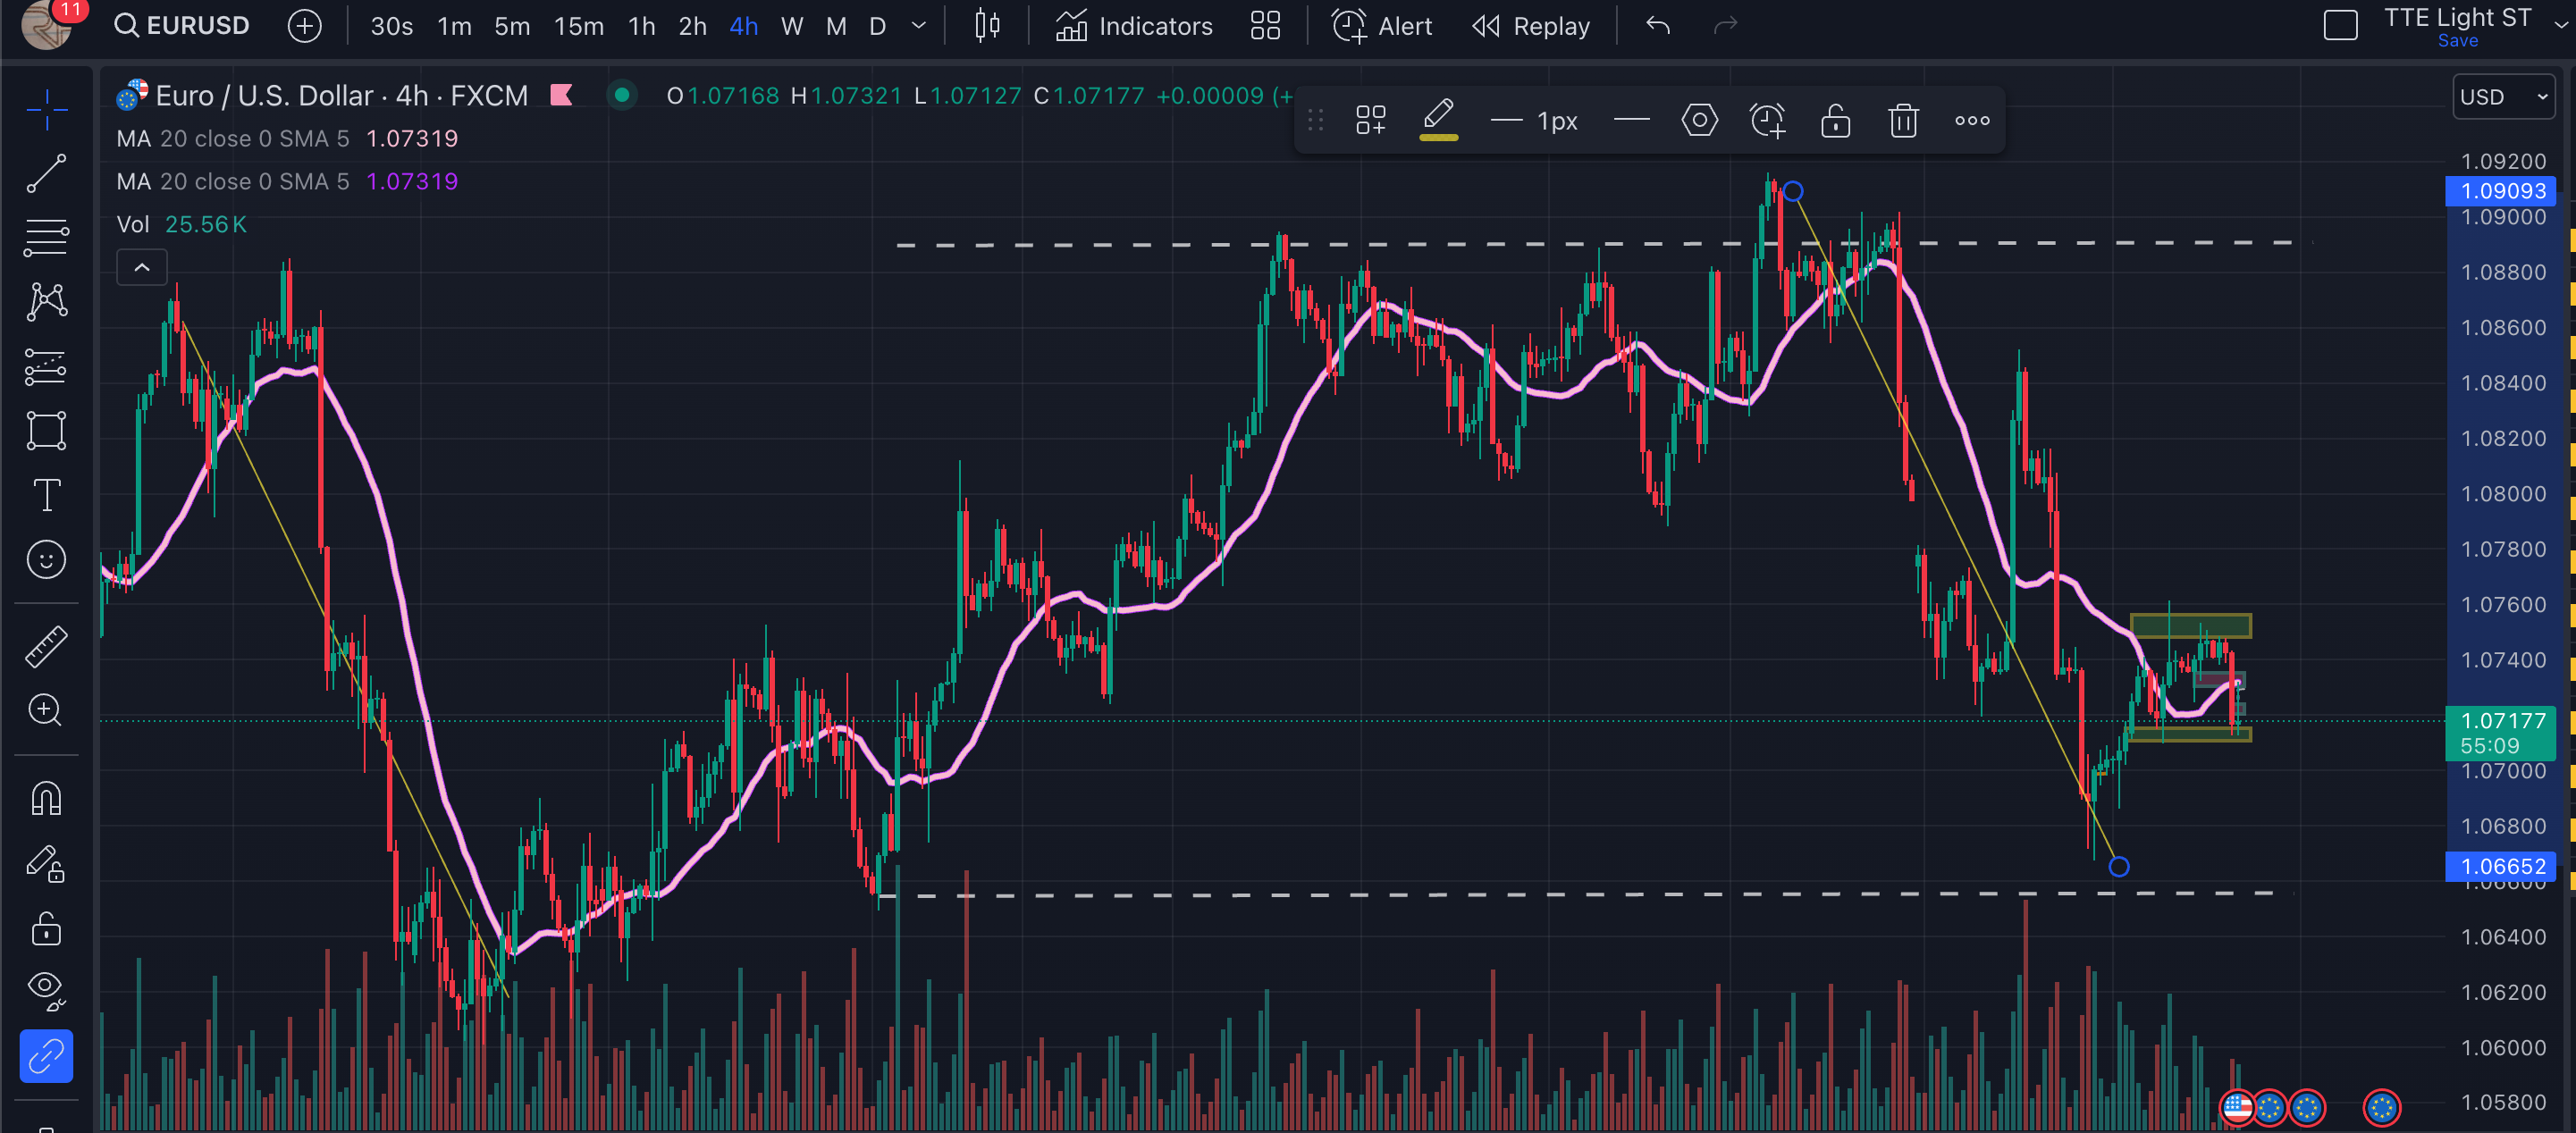 11
EURUSD 30s 1m 5m 15m 1h 2h 4h W M D Indicators Alert Replay TTE Light ST
Save
Euro / U.S. Dollar · 4h · FXCM O1.07168 H1.07321 L1.07127 C1.07177 +0.00009 (+
1px
USD
MA 20 close 0 SMA 5 1.07319
MA 20 close 0 SMA 5 1.07319
Vol 25.56K
1.09200
1.09093
1.09000
1.08800
1.08600
1.08400
1.08200
1.08000
1.07800
1.07600
1.07400
1.07177
55:09
1.07000
1.06800
1.06652
1.06600
1.06400
1.06200
1.06000
1.05800
T